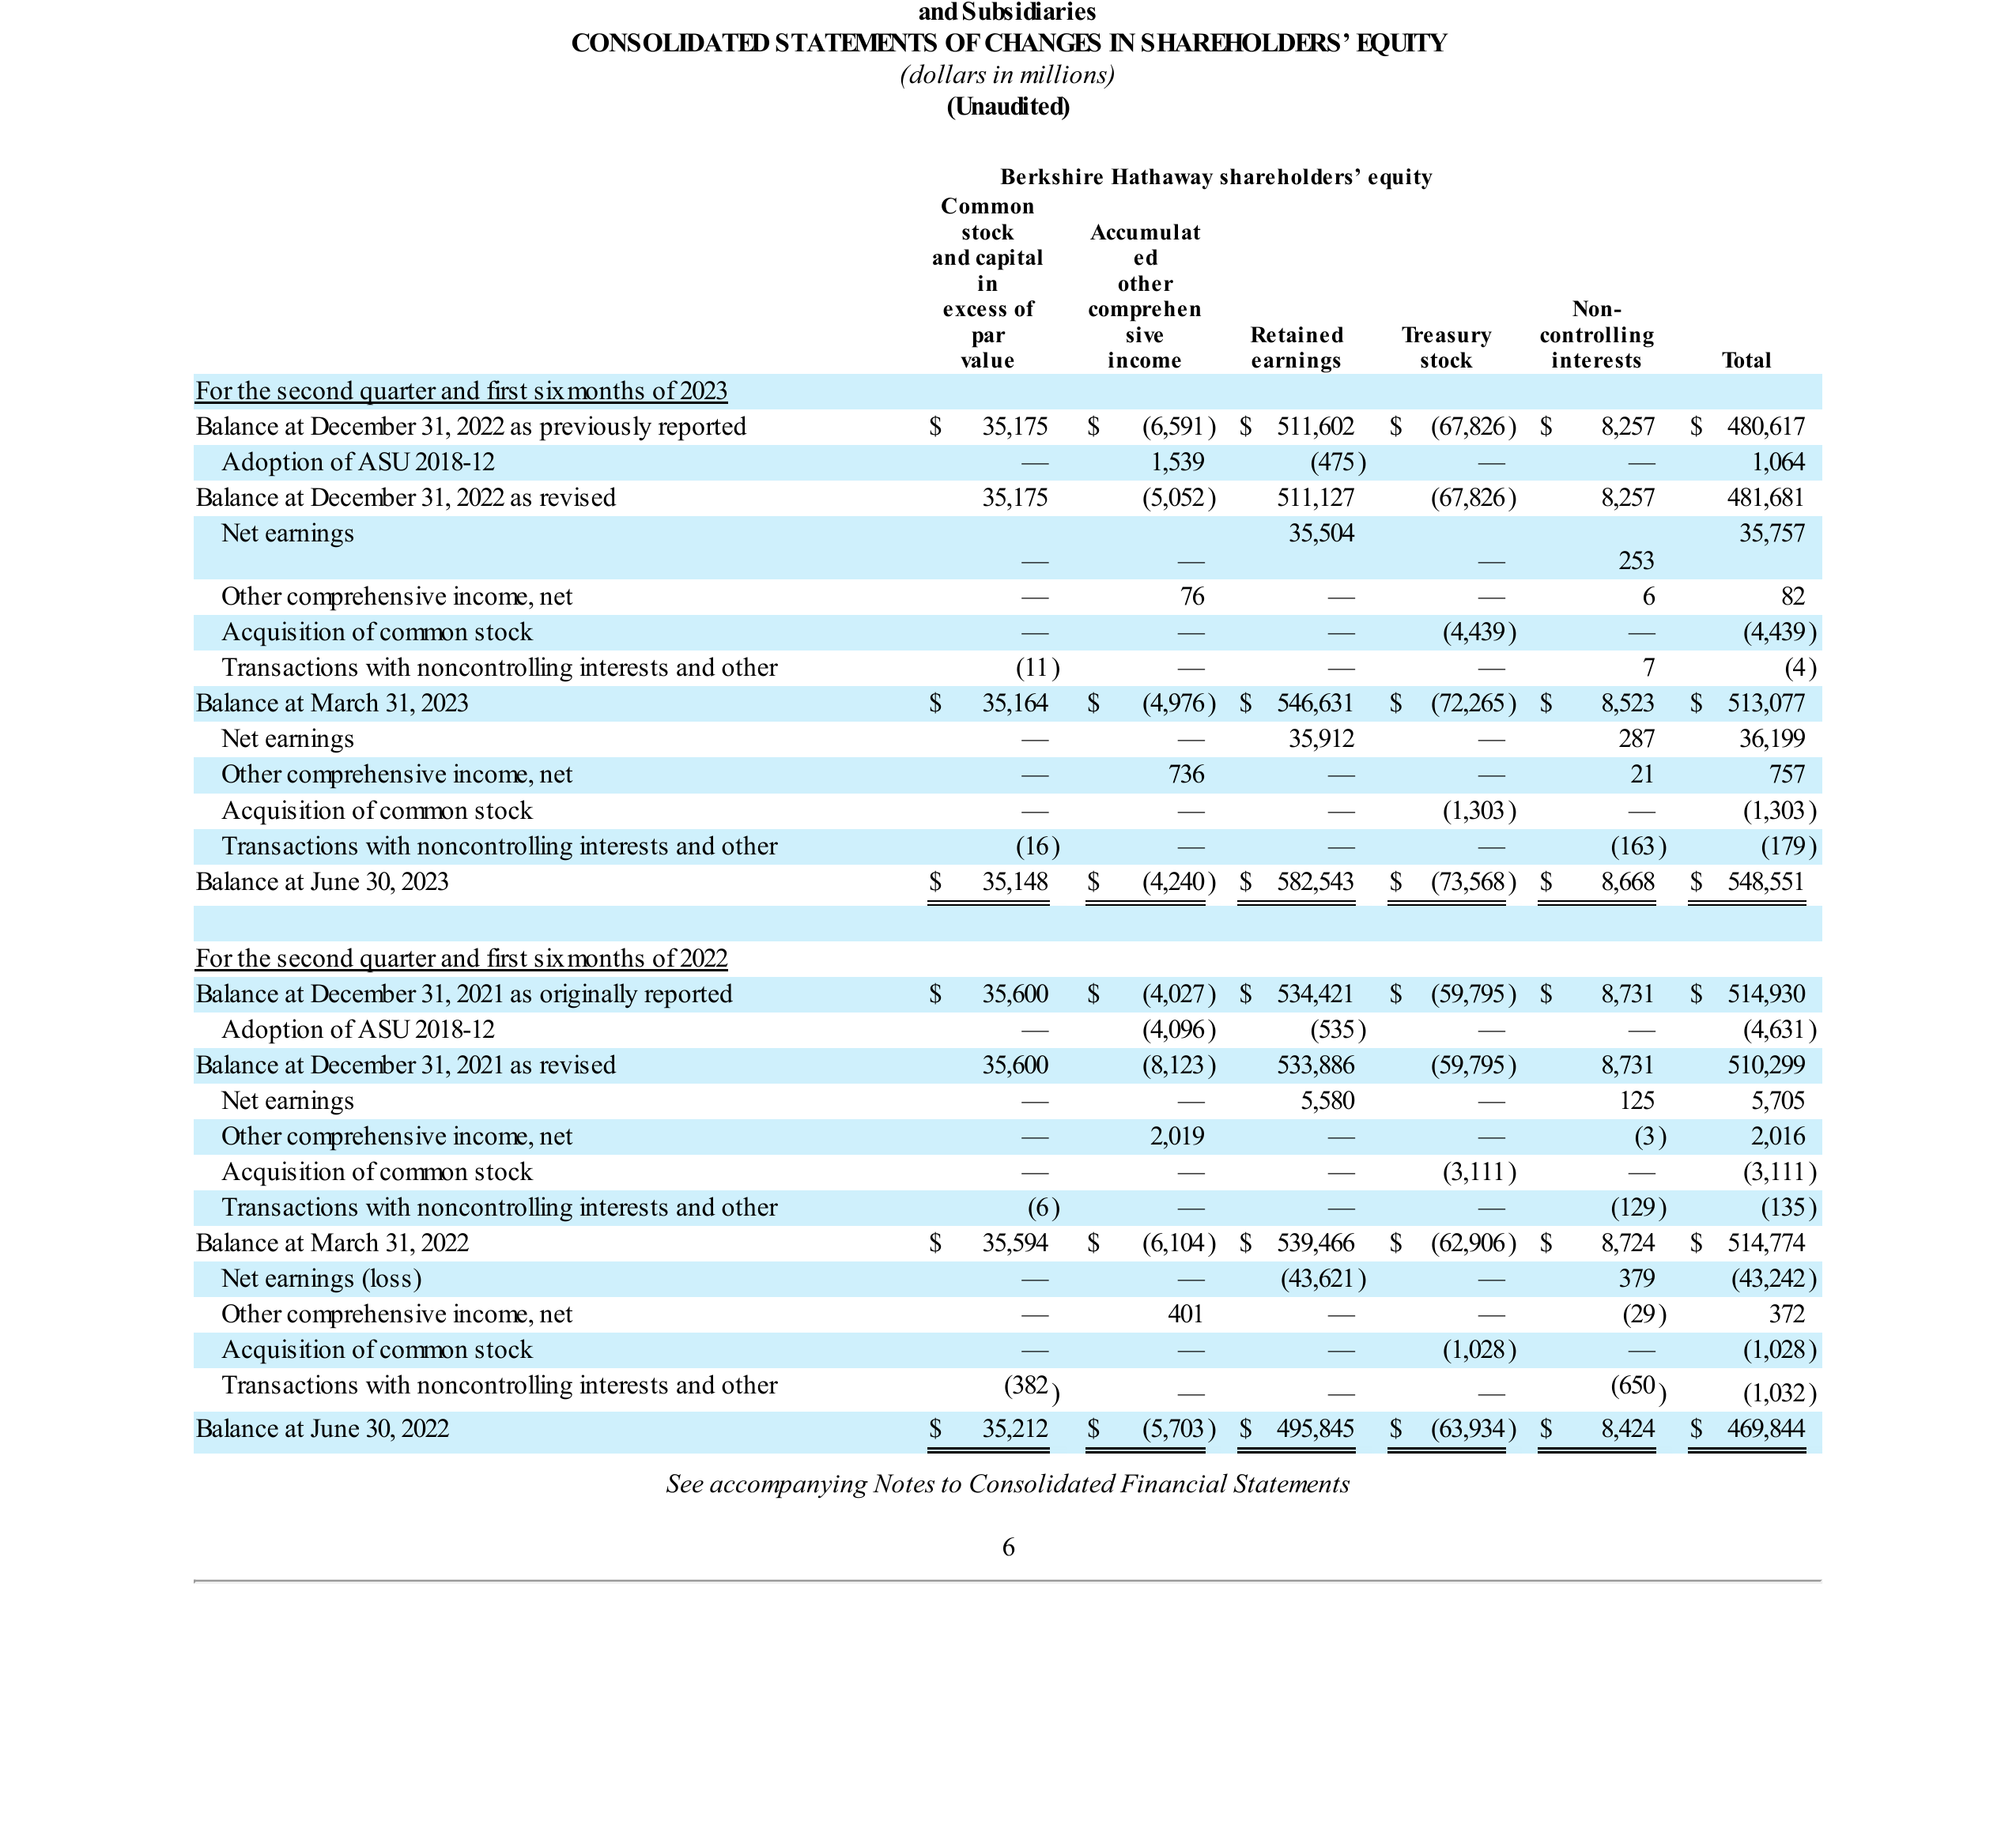 and Subsidiaries
CONSOLIDATED STATEMENTS OF CHANGES IN SHAREHOLDERS’ EQUITY
(dollars in millions)
(Unaudited)
Berkshire Hathaway shareholders’ equity
Common
stock
and capital
in
excess of
par
value
Accumulat
ed
other
comprehen
sive
income
Retained
earnings
Treasury
stock
Non-
controlling
interests
Total
For the second quarter and first six months of 2023
Balance at December 31, 2022 as previously reported $ 35,175 $ (6,591) $ 511,602 $ (67,826) $ 8,257 $ 480,617
Adoption of ASU 2018-12 — 1,539 (475) — — 1,064
Balance at December 31, 2022 as revised 35,175 (5,052) 511,127 (67,826) 8,257 481,681
Net earnings — — 35,504 — 253 35,757
Other comprehensive income, net — 76 — — 6 82
Acquisition of common stock — — — (4,439) — (4,439)
Transactions with noncontrolling interests and other (11) — — — 7 (4)
Balance at March 31, 2023 $ 35,164 $ (4,976) $ 546,631 $ (72,265) $ 8,523 $ 513,077
Net earnings — — 35,912 — 287 36,199
Other comprehensive income, net — 736 — — 21 757
Acquisition of common stock — — — (1,303) — (1,303)
Transactions with noncontrolling interests and other (16) — — — (163) (179)
Balance at June 30, 2023 $ 35,148 $ (4,240) $ 582,543 $ (73,568) $ 8,668 $ 548,551
For the second quarter and first six months of 2022
Balance at December 31, 2021 as originally reported $ 35,600 $ (4,027) $ 534,421 $ (59,795) $ 8,731 $ 514,930
Adoption of ASU 2018-12 — (4,096) (535) — — (4,631)
Balance at December 31, 2021 as revised 35,600 (8,123) 533,886 (59,795) 8,731 510,299
Net earnings — — 5,580 — 125 5,705
Other comprehensive income, net — 2,019 — — (3) 2,016
Acquisition of common stock — — — (3,111) — (3,111)
Transactions with noncontrolling interests and other (6) — — — (129) (135)
Balance at March 31, 2022 $ 35,594 $ (6,104) $ 539,466 $ (62,906) $ 8,724 $ 514,774
Net earnings (loss) — — (43,621) — 379 (43,242)
Other comprehensive income, net — 401 — — (29) 372
Acquisition of common stock — — — (1,028) — (1,028)
Transactions with noncontrolling interests and other (382) — — — (650) (1,032)
Balance at June 30, 2022 $ 35,212 $ (5,703) $ 495,845 $ (63,934) $ 8,424 $ 469,844
See accompanying Notes to Consolidated Financial Statements
6